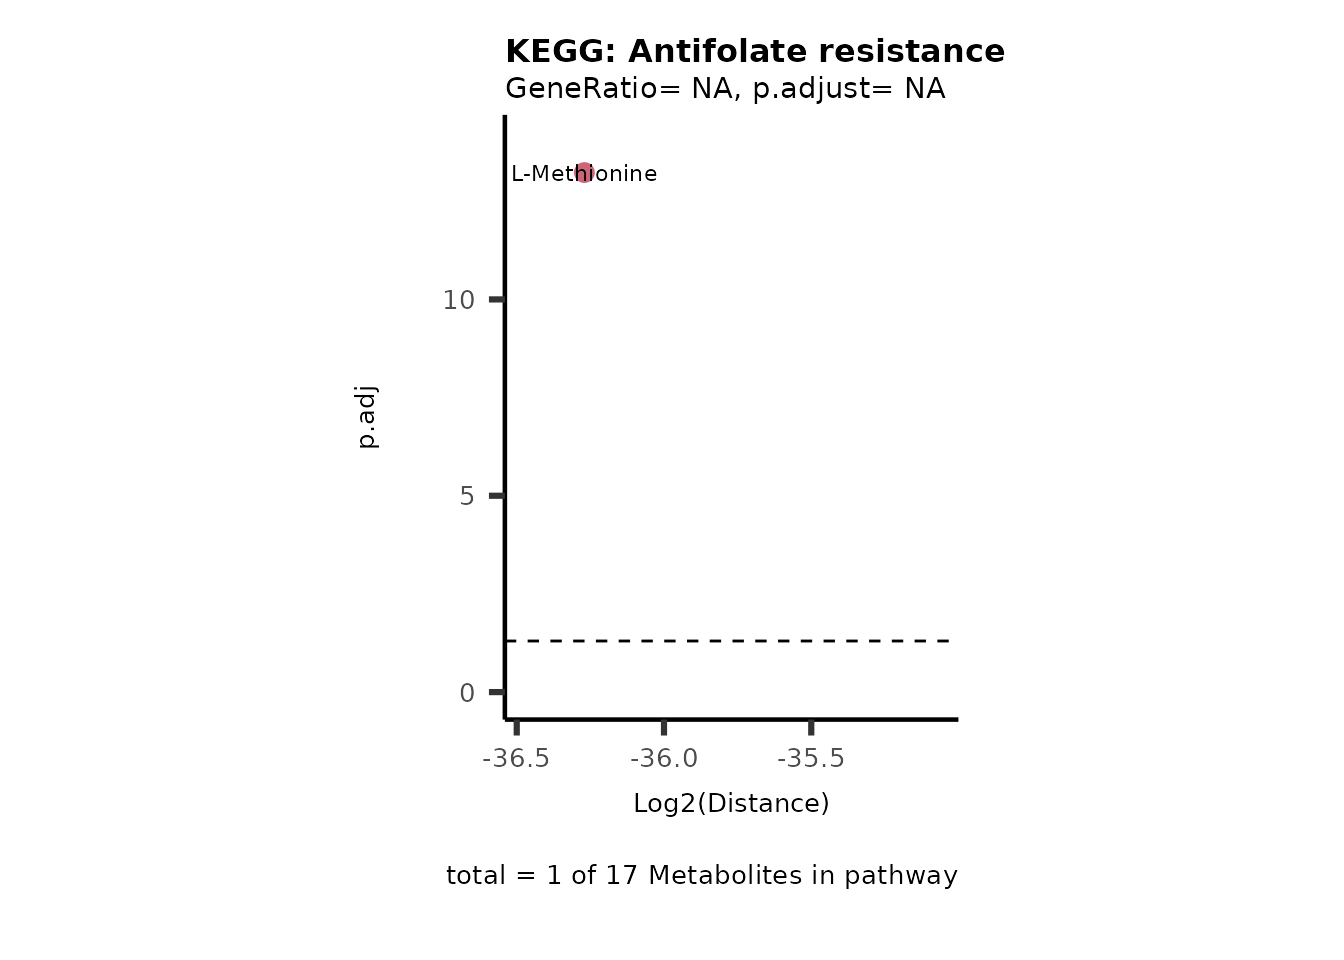 KEGG: Antifolate resistance
GeneRatio= NA, p.adjust= NA
L-Methionine
10
5
0
p.adj
-36.5 -36.0 -35.5
Log2(Distance)
total = 1 of 17 Metabolites in pathway